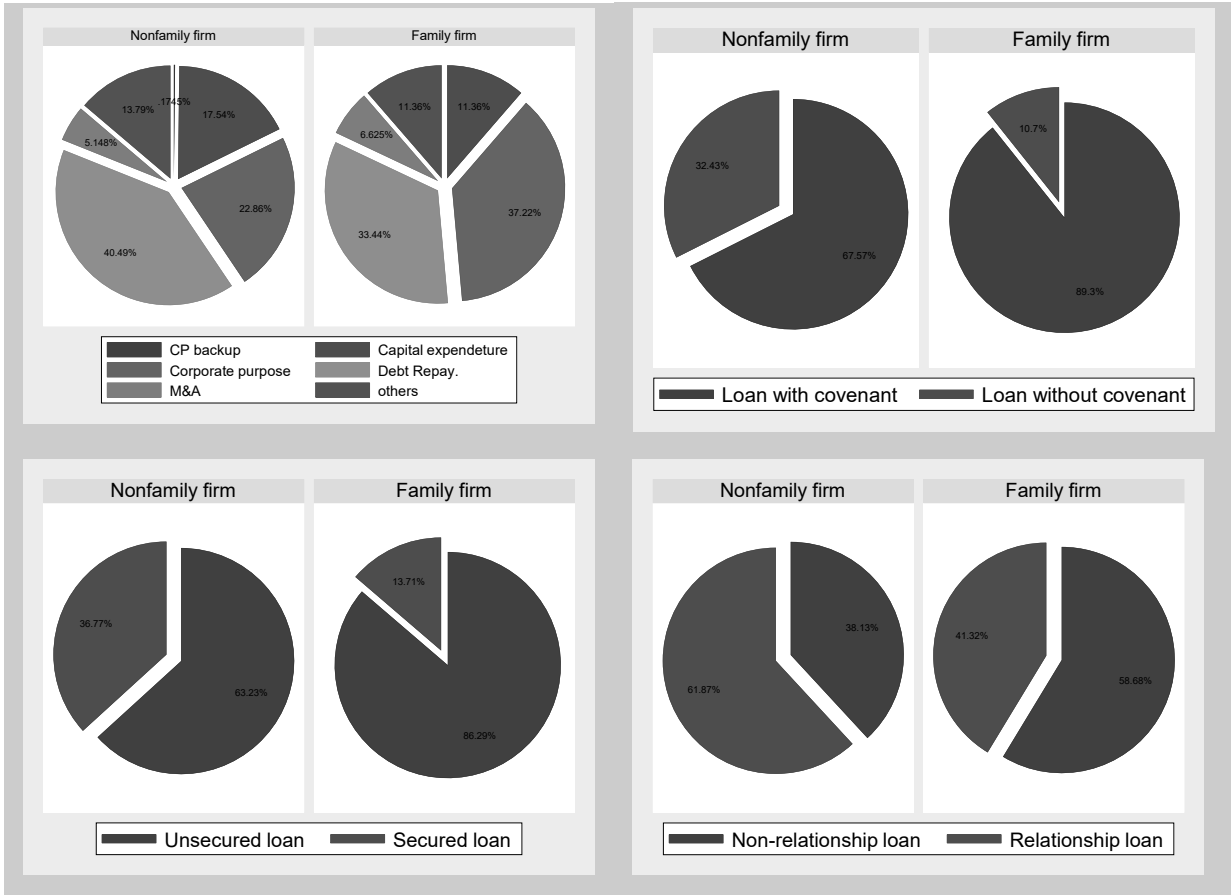 Nonfamily firm
Family firm
13.79%
.1745%
17.54%
5.148%
22.86%
40.49%
11.36%
11.36%
6.625%
37.22%
33.44%
CP backup
Capital expendeture
Corporate purpose
Debt Repay.
M&A
others
Nonfamily firm
Family firm
32.43%
67.57%
10.7%
89.3%
Loan with covenant
Loan without covenant
Nonfamily firm
Family firm
36.77%
63.23%
13.71%
86.29%
Unsecured loan
Secured loan
Nonfamily firm
Family firm
38.13%
61.87%
41.32%
58.68%
Non-relationship loan
Relationship loan